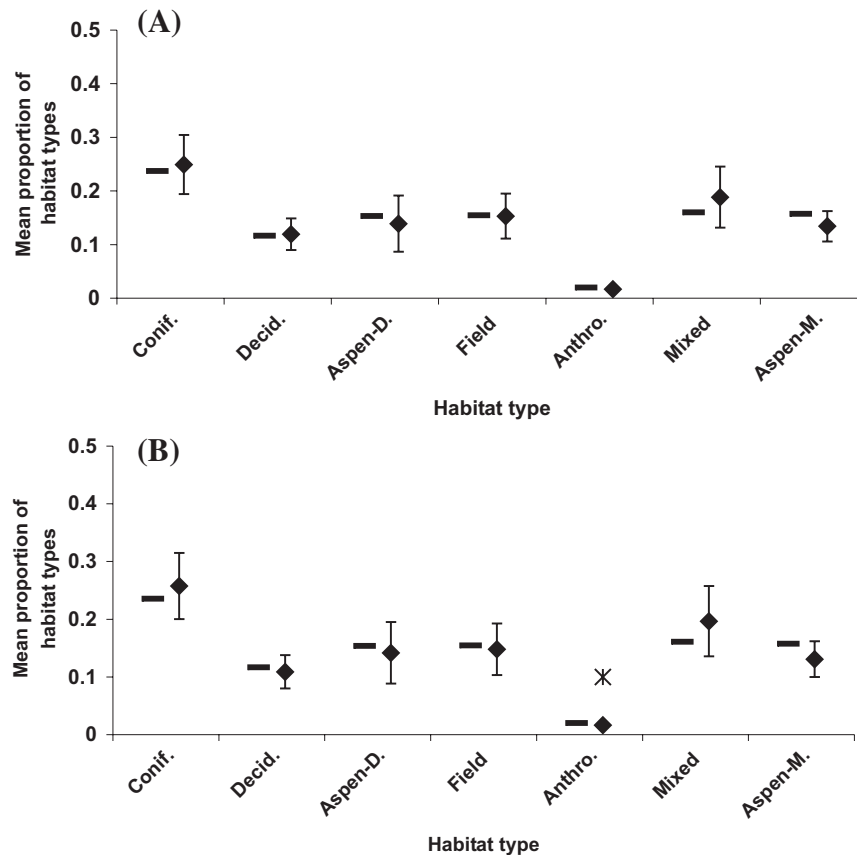 (A)
Mean proportion of
habitat types
0.5
0.4
0.3
0.2
0.1
0
Conif.
Decid.
Aspen-D.
Field
Anthro.
Mixed
Aspen-M.
Habitat type
(B)
Mean proportion of
habitat types
0.5
0.4
0.3
0.2
0.1
0
Conif.
Decid.
Aspen-D.
Field
Anthro.
Mixed
Aspen-M.
Habitat type